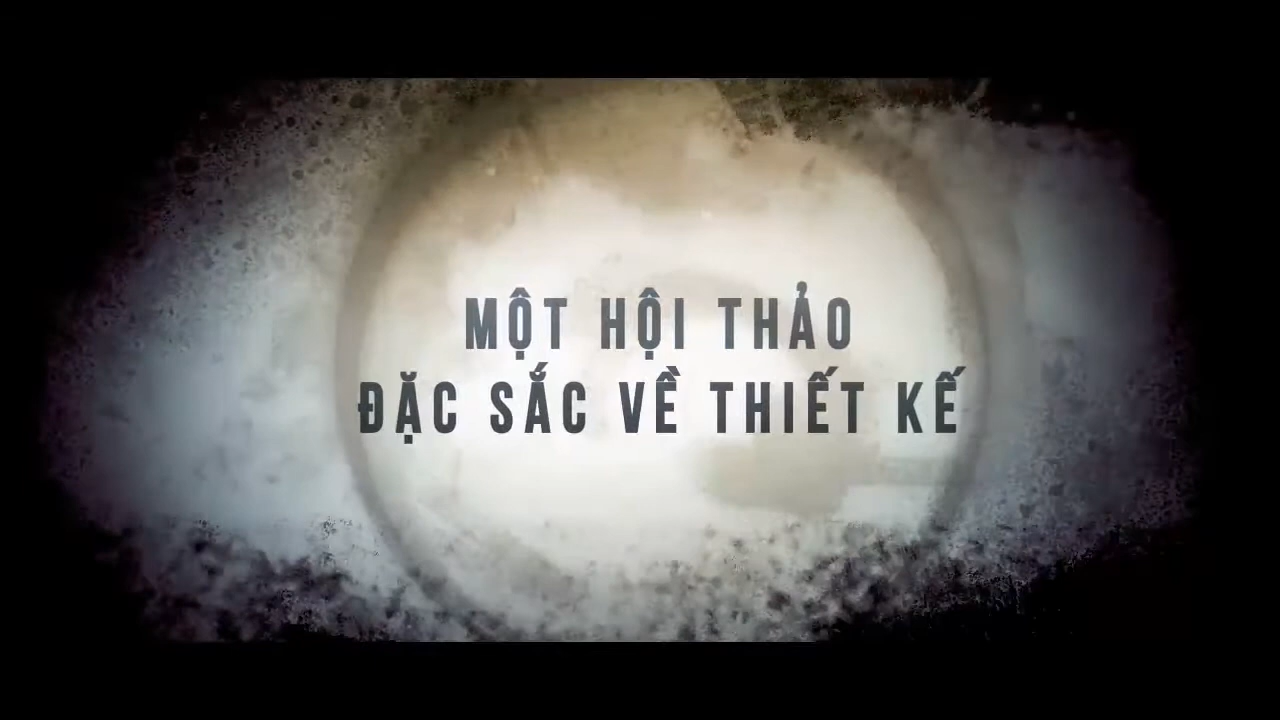 MỘT HỘI THẢO
ĐẶC SẮC VỀ THIẾT KẾ